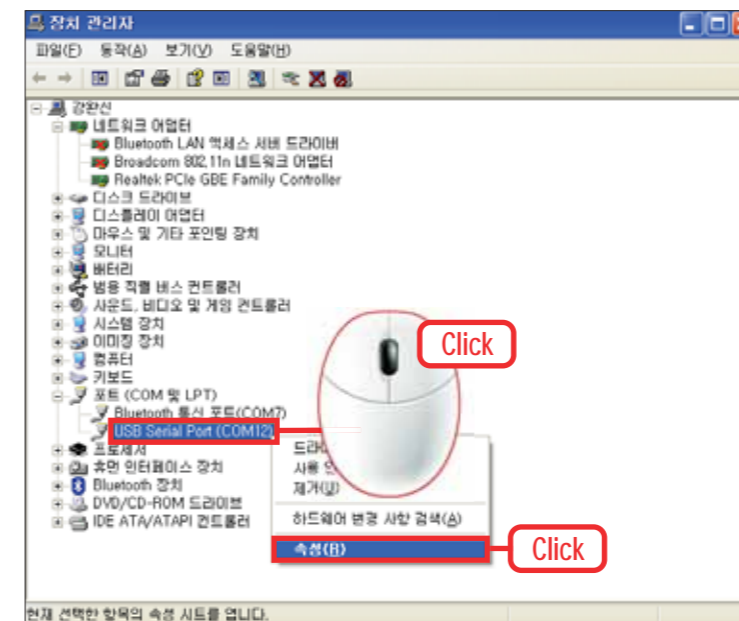 장치 관리자
파일(F) 동작(A) 보기(V) 도움말(H)
강완신
네트워크 어댑터
Bluetooth LAN 액세스 서버 드라이버
Broadcom 802.11n 네트워크 어댑터
Realtek PCIe GBE Family Controller
디스크 드라이브
디스플레이 어댑터
마우스 및 기타 포인팅 장치
모니터
배터리
범용 직렬 버스 컨트롤러
사운드, 비디오 및 게임 컨트롤러
시스템 장치
이미징 장치
Click
컴퓨터
키보드
포트 (COM 및 LPT)
Bluetooth 통신 포트(COM7)
USB Serial Port (COM12)
프로세서
휴먼 인터페이스 장치
사용
Bluetooth 장치
제거(U)
DVD/CD-ROM 드라이브
IDE ATA/ATAPI 컨트롤러
하드웨어 변경 사항 검색(A)
속성(R)
Click
현재 선택한 항목의 속성 시트를 엽니다.